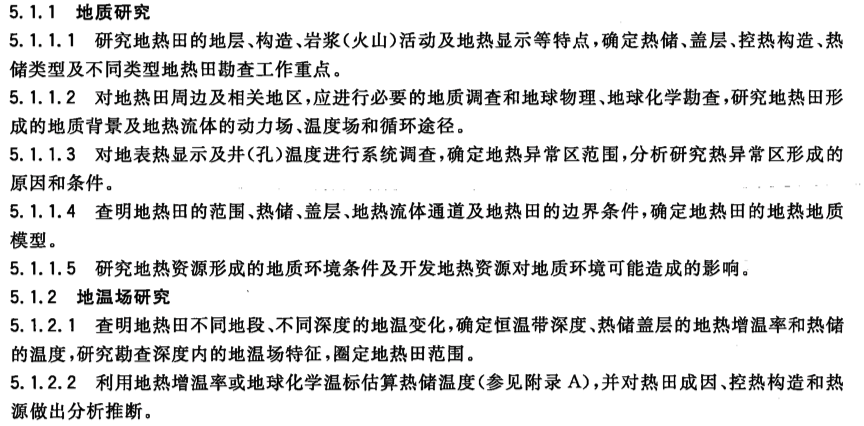 5.1.1 地质研究
5.1.1.1 研究地热田的地层、构造、岩浆(火山)活动及地热显示等特点,确定热储、盖层、控热构造、热
储类型及不同类型地热田勘查工作重点。
5.1.1.2 对地热田周边及相关地区,应进行必要的地质调查和地球物理、地球化学勘查,研究地热田形
成的地质背景及地热流体的动力场、温度场和循环途径。
5.1.1.3 对地表热显示及井(孔)温度进行系统调查,确定地热异常区范围,分析研究热异常区形成的
原因和条件。
5.1.1.4 查明地热田的范围、热储、盖层、地热流体通道及地热田的边界条件,确定地热田的地热地质
模型。
5.1.1.5 研究地热资源形成的地质环境条件及开发地热资源对地质环境可能造成的影响。
5.1.2 地温场研究
5.1.2.1 查明地热田不同地段、不同深度的地温变化,确定恒温带深度、热储盖层的地热增温率和热储
的温度,研究勘查深度内的地温场特征,圈定地热田范围。
5.1.2.2 利用地热增温率或地球化学温标估算热储温度(参见附录 A),并对热田成因、控热构造和热
源做出分析推断。